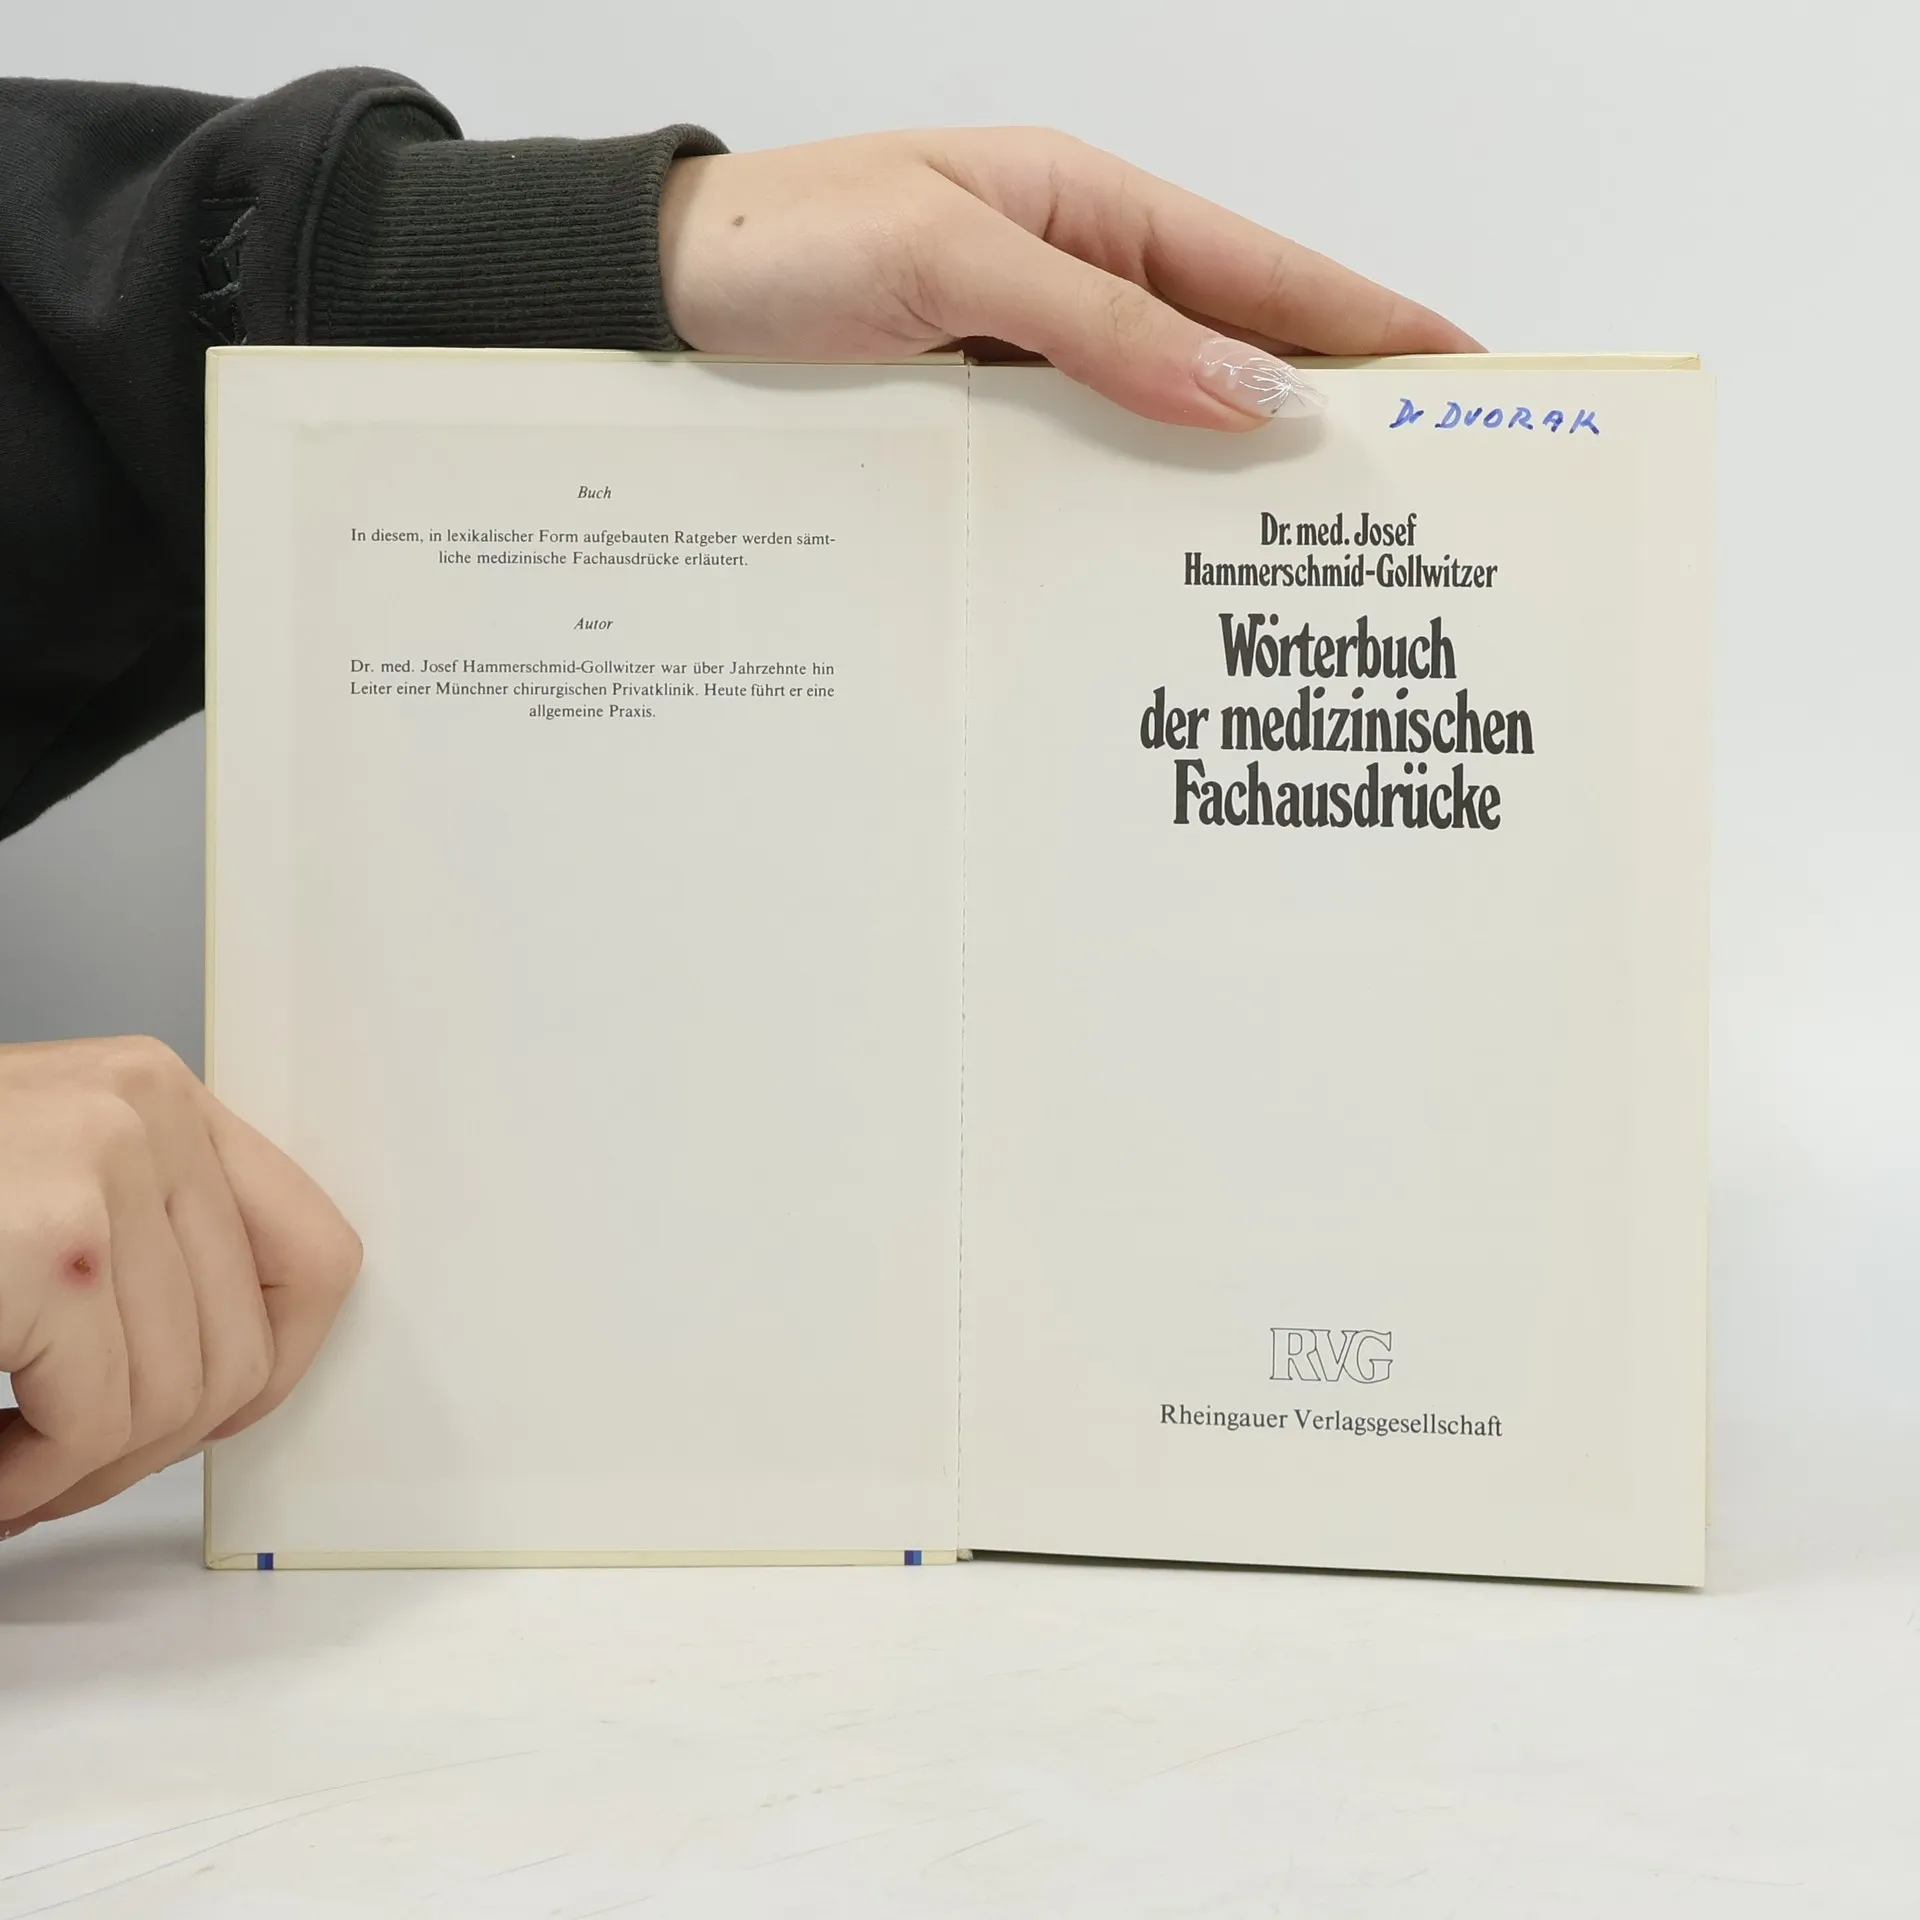 Buch
In diesem, in lexikalischer Form aufgebauten Ratgeber werden sämt-
liche medizinische Fachausdrücke erläutert.
Autor
Dr. med. Josef Hammerschmid-Gollwitzer war über Jahrzehnte hin
Leiter einer Münchner chirurgischen Privatklinik. Heute führt er eine
allgemeine Praxis.
Dr DVORAK
Dr. med. Josef
Hammerschmid-Gollwitzer
Wörterbuch
der medizinischen
Fachausdrücke
RVG
Rheingauer Verlagsgesellschaft